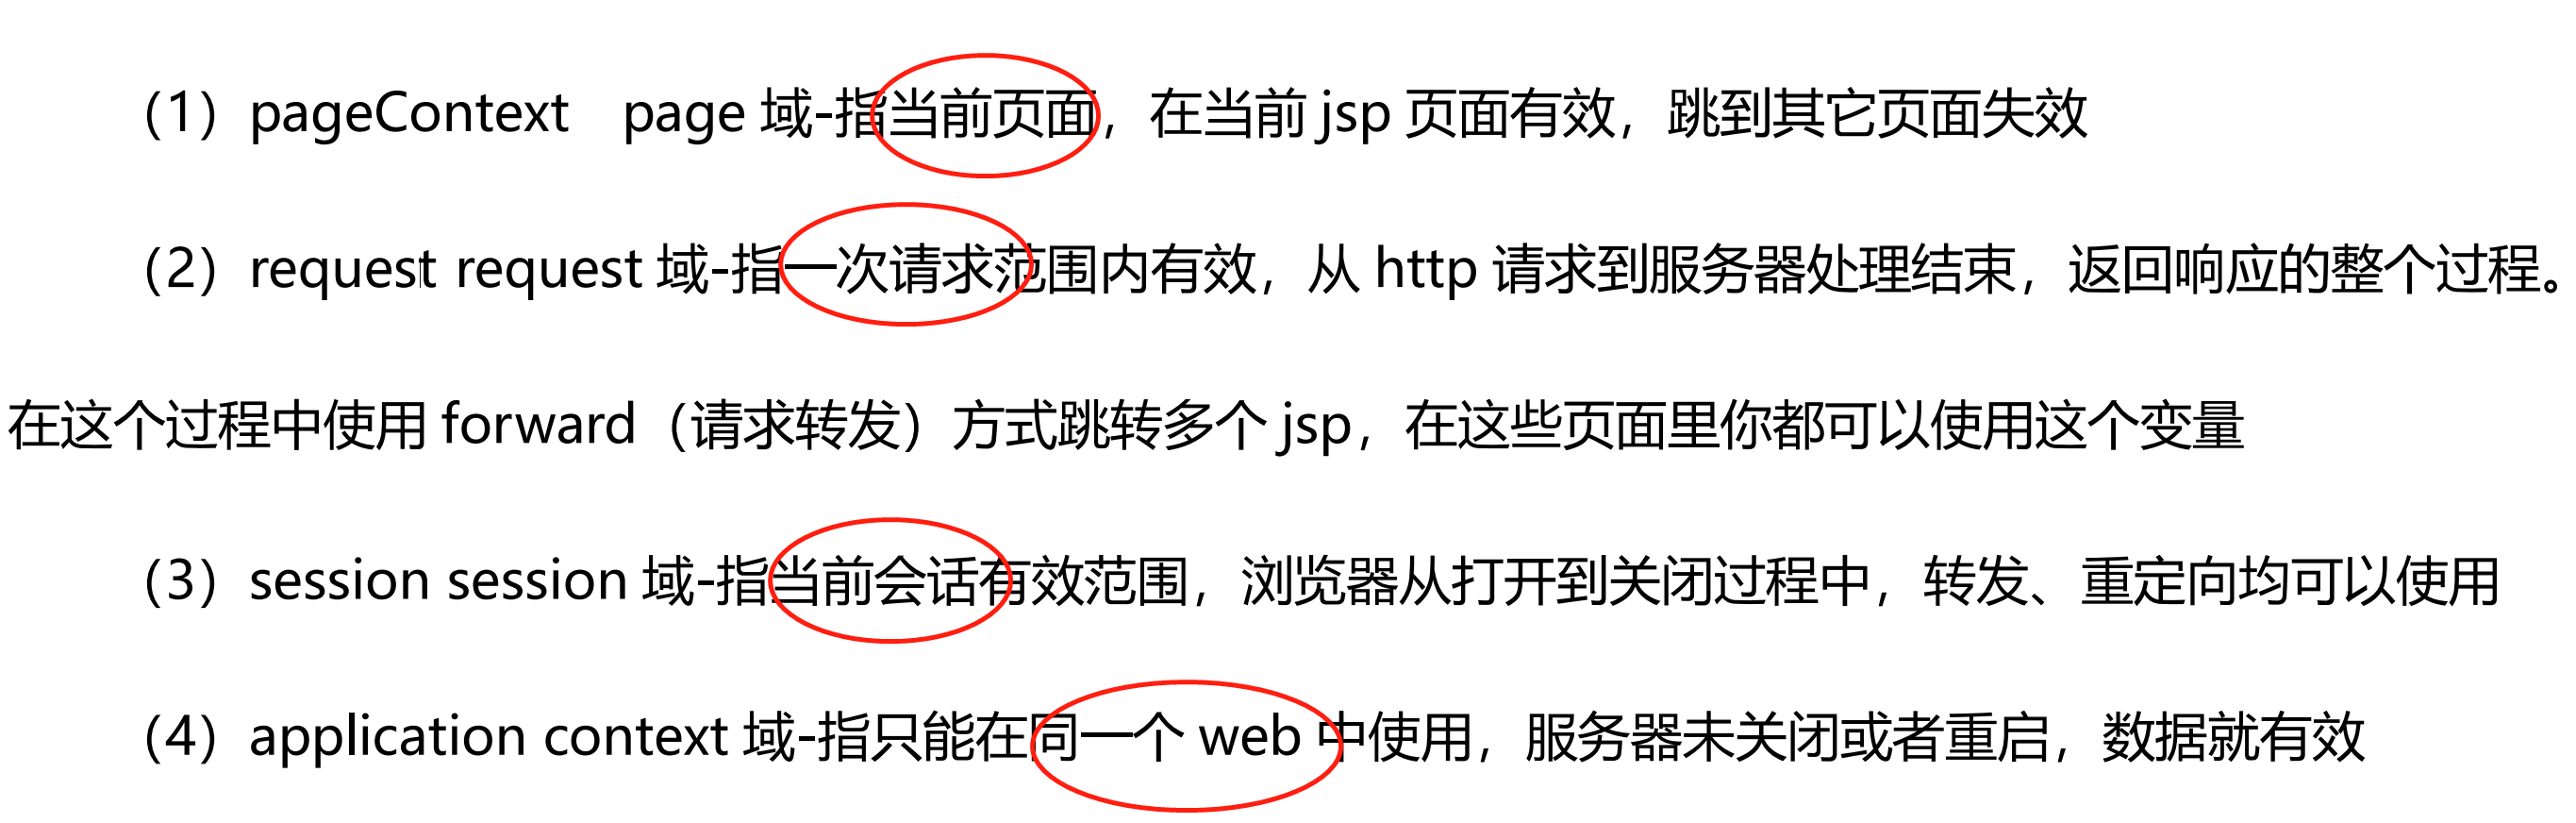 （1）pageContext　page 域-指当前页面，在当前 jsp 页面有效，跳到其它页面失效
（2）request request 域-指一次请求范围内有效，从 http 请求到服务器处理结束，返回响应的整个过程。
在这个过程中使用 forward（请求转发）方式跳转多个 jsp，在这些页面里你都可以使用这个变量
（3）session session 域-指当前会话有效范围，浏览器从打开到关闭过程中，转发、重定向均可以使用
（4）application context 域-指只能在同一个 web 中使用，服务器未关闭或者重启，数据就有效